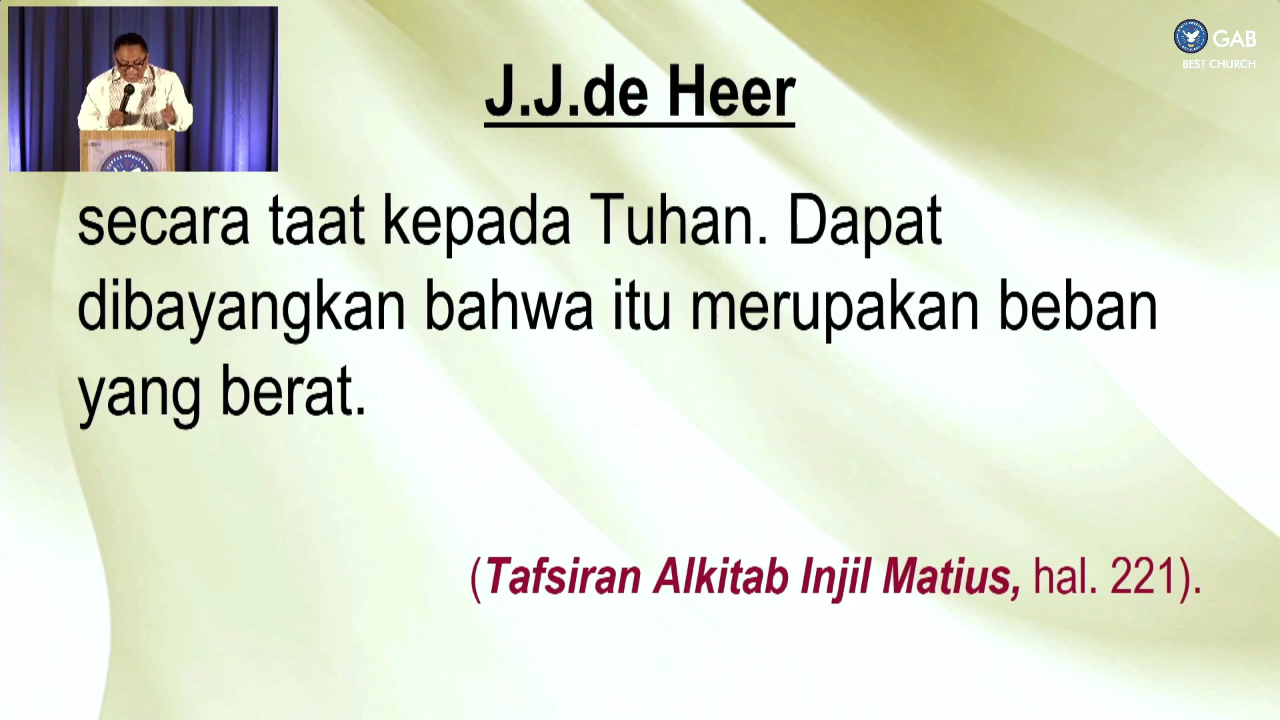 GAB
BEST CHURCH
J.J.de Heer
secara taat kepada Tuhan. Dapat
dibayangkan bahwa itu merupakan beban
yang berat.
(Tafsiran Alkitab Injil Matius, hal. 221).